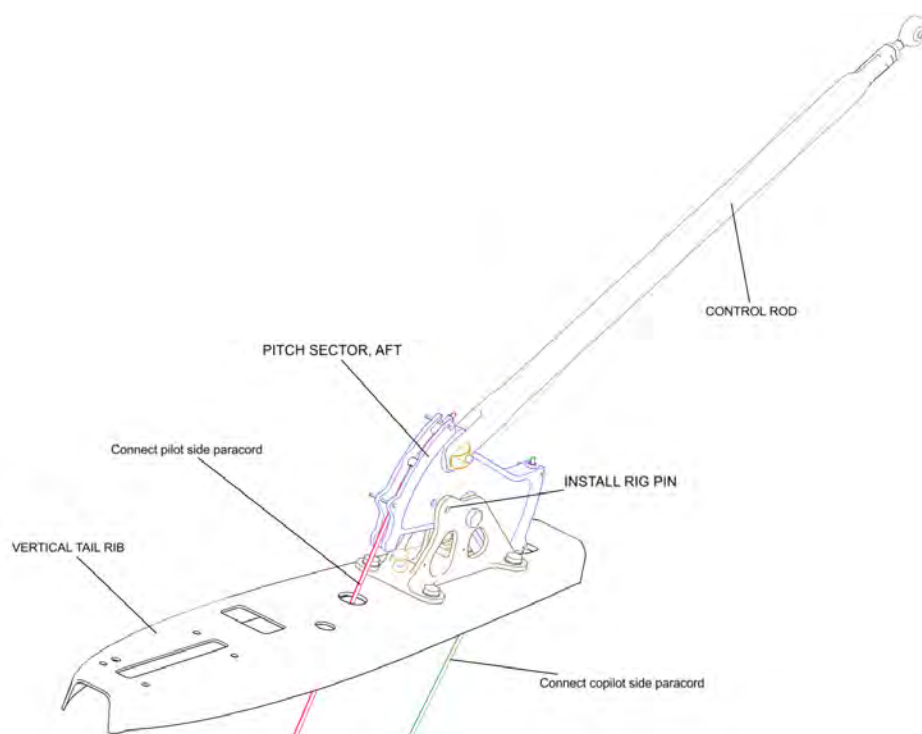 CONTROL ROD
PITCH SECTOR, AFT
Connect pilot side paracord
INSTALL RIG PIN
VERTICAL TAIL RIB
Connect copilot side paracord